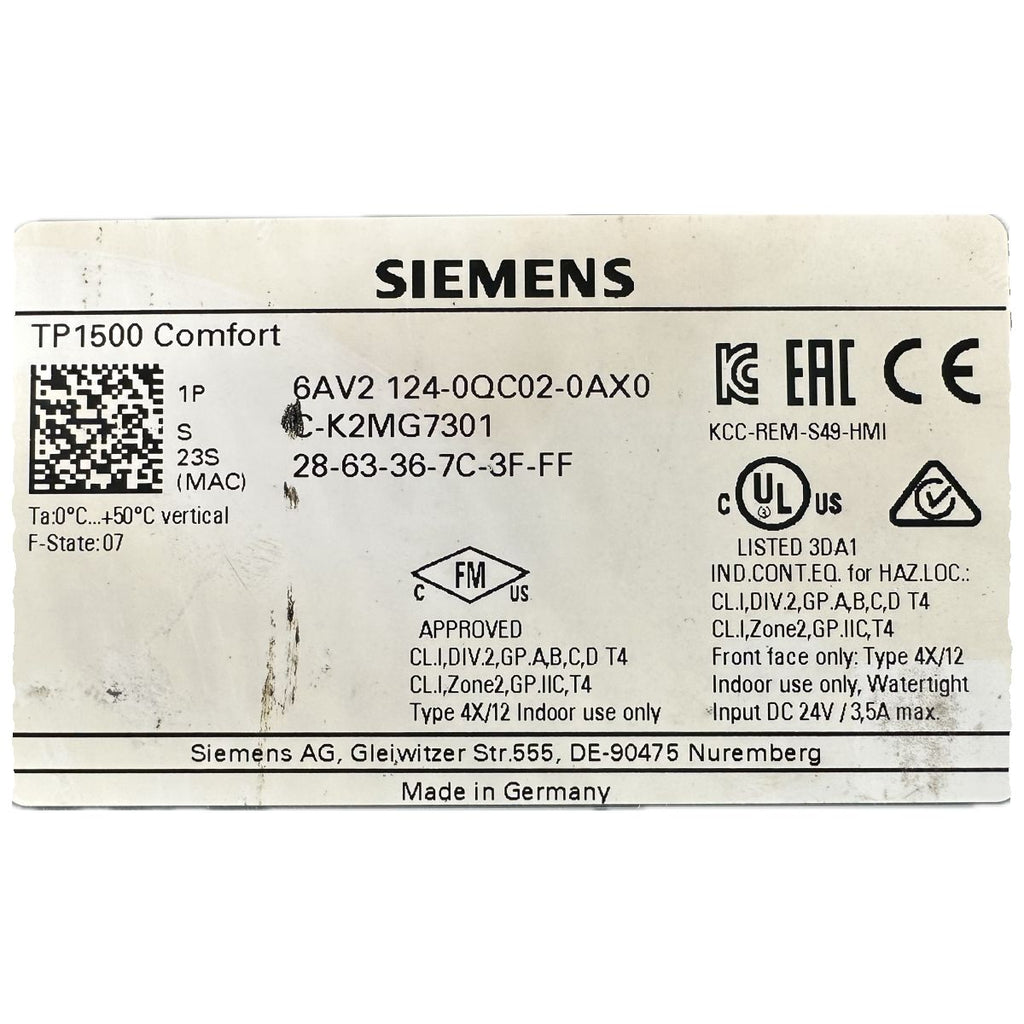 SIEMENS
TP1500 Comfort
1P 6AV2 124-0QC02-0AX0
S C-K2MG7301
23S 28-63-36-7C-3F-FF
(MAC)
Ta:0°C...+50°C vertical
F-State:07
EAC CE
KCC-REM-S49-HMI
C UL US
LISTED 3DA1
IND.CONT.EQ. for HAZ.LOC.:
CL.I,DIV.2,GP.A,B,C,D T4
CL.I,Zone2,GP.IIC,T4
Front face only: Type 4X/12
Indoor use only, Watertight
Input DC 24V / 3,5A max.
C FM US
APPROVED
CL.I,DIV.2,GP.A,B,C,D T4
CL.I,Zone2,GP.IIC,T4
Type 4X/12 Indoor use only
Siemens AG, Gleiwitzer Str.555, DE-90475 Nuremberg
Made in Germany